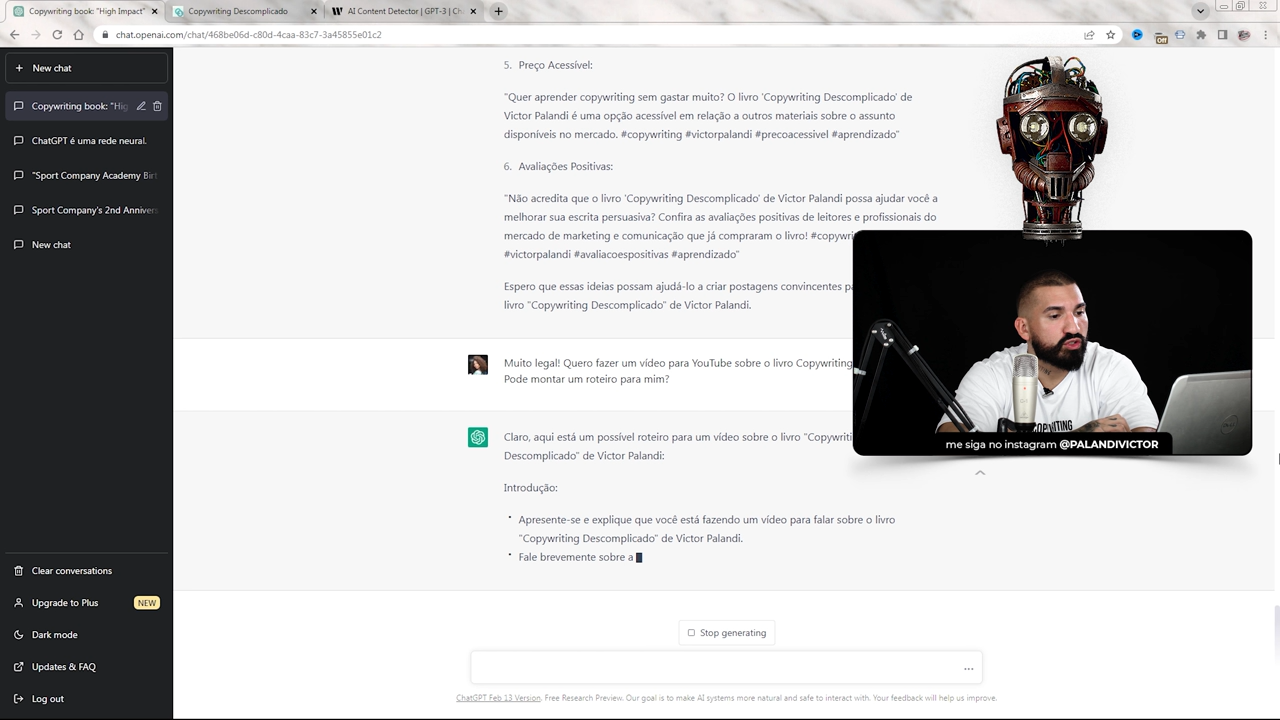 Copywriting book "High Impact"
Copywriting Descomplicado
AI Content Detector | GPT-3 | Ch
chat.openai.com/chat/468be06d-c80d-4caa-83c7-3a45855e01c2
Off
New chat
Copywriting book: "Hig
ChatGPT é uma rede neural.
"Sport Company Academy Birt
Sport Company's 2nd Annivers
New chat
Clear conversations
Upgrade to Plus NEW
Dark mode
Updates & FAQ
Log out
5. Preço Acessível:
"Quer aprender copywriting sem gastar muito? O livro 'Copywriting Descomplicado' de
Victor Palandi é uma opção acessível em relação a outros materiais sobre o assunto
disponíveis no mercado. #copywriting #victorpalandi #precoacessivel #aprendizado"
6. Avaliações Positivas:
"Não acredita que o livro 'Copywriting Descomplicado' de Victor Palandi possa ajudar você a
melhorar sua escrita persuasiva? Confira as avaliações positivas de leitores e profissionais do
mercado de marketing e comunicação que já compraram o livro! #copywri
#victorpalandi #avaliacoespositivas #aprendizado"
Espero que essas ideias possam ajudá-lo a criar postagens convincentes pa
livro "Copywriting Descomplicado" de Victor Palandi.
Muito legal! Quero fazer um vídeo para YouTube sobre o livro Copywriting
Pode montar um roteiro para mim?
Claro, aqui está um possível roteiro para um vídeo sobre o livro "Copywriti
Descomplicado" de Victor Palandi:
Introdução:
• Apresente-se e explique que você está fazendo um vídeo para falar sobre o livro
"Copywriting Descomplicado" de Victor Palandi.
• Fale brevemente sobre a
me siga no instagram @PALANDIVICTOR
Stop generating
ChatGPT Feb 13 Version. Free Research Preview. Our goal is to make AI systems more natural and safe to interact with. Your feedback will help us improve.